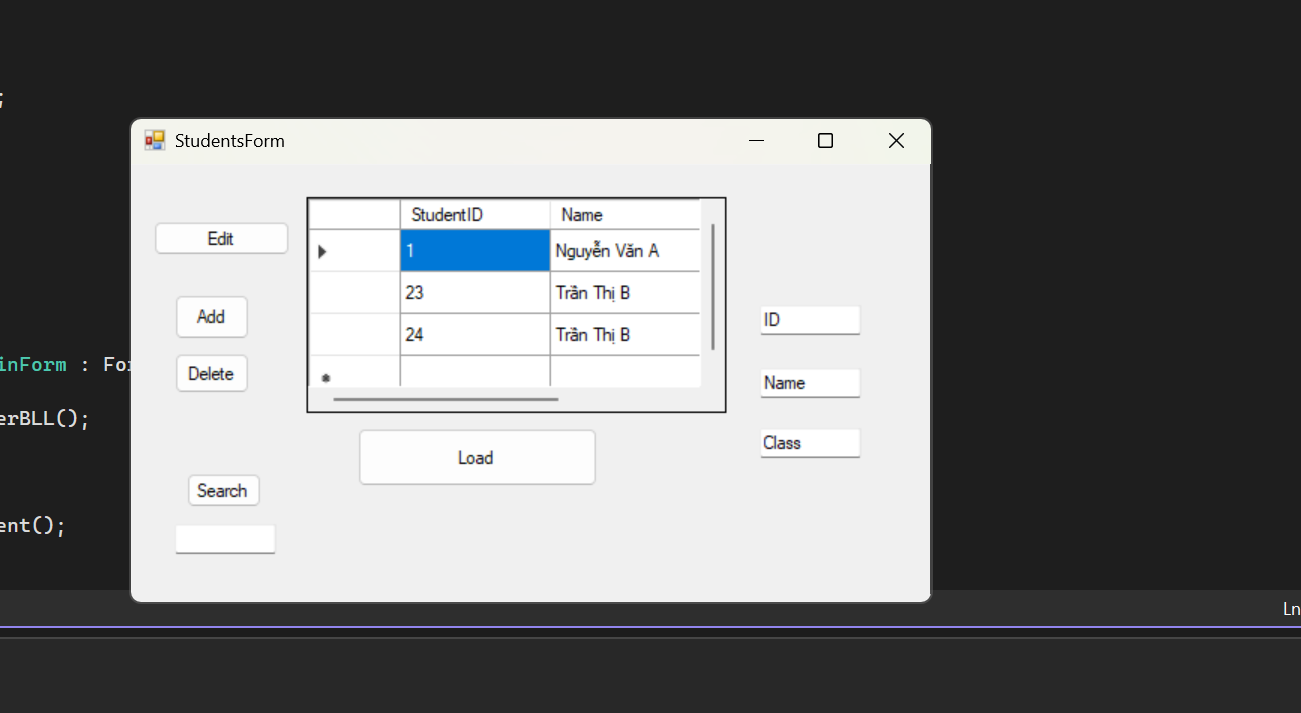 ;
StudentsForm
StudentID Name
Edit
1 Nguyễn Văn A
23 Trần Thị B
Add
ID
24 Trần Thị B
inForm : For
Delete
*
Name
erBLL();
Class
Load
Search
ent();
Ln